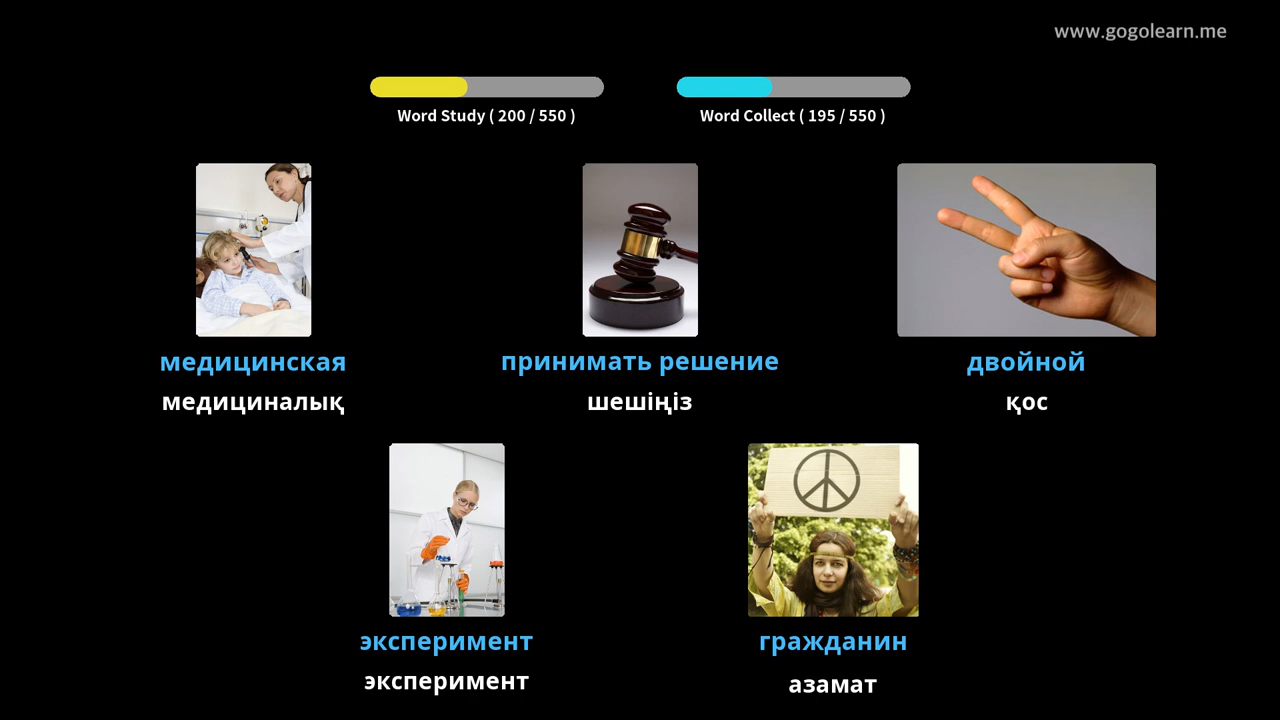 www.gogolearn.me
Word Study ( 200 / 550 )
Word Collect ( 195 / 550 )
медицинская
принимать решение
двойной
медициналық
шешіңіз
қос
эксперимент
гражданин
эксперимент
азамат